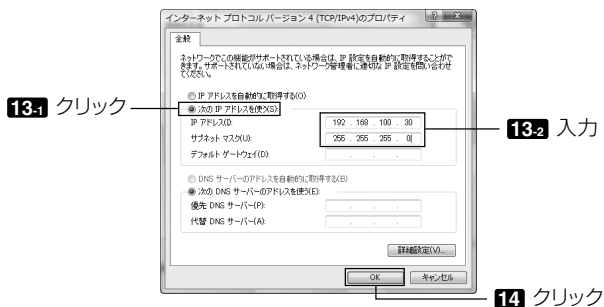 インターネット プロトコル バージョン 4 (TCP/IPv4)のプロパティ
全般
ネットワークでこの機能がサポートされている場合は、IP 設定を自動的に取得することがで
きます。サポートされていない場合は、ネットワーク管理者に適切な IP 設定を問い合わせ
てください。
IP アドレスを自動的に取得する(O)
13-1 クリック
次の IP アドレスを使う(S):
IP アドレス(I): 192 . 168 . 100 . 30
サブネット マスク(U): 255 . 255 . 255 . 0
13-2 入力
デフォルト ゲートウェイ(D): . . .
DNS サーバーのアドレスを自動的に取得する(B)
次の DNS サーバーのアドレスを使う(E):
優先 DNS サーバー(P): . . .
代替 DNS サーバー(A): . . .
詳細設定(V)...
OK キャンセル
14 クリック